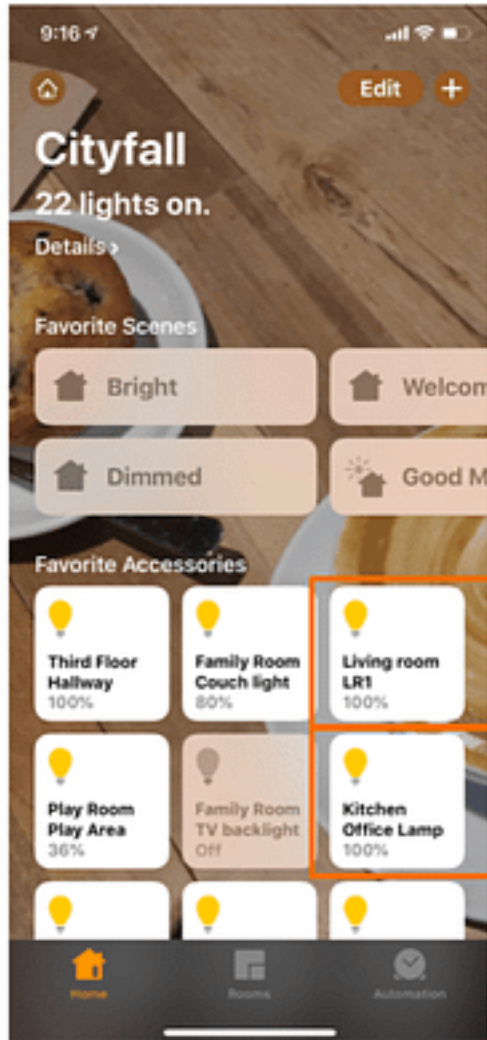 9:16
Edit +
Cityfall
22 lights on.
Details >
Favorite Scenes
Bright
Welcom
Dimmed
Good M
Favorite Accessories
Third Floor
Hallway
100%
Family Room
Couch light
80%
Living room
LR1
100%
Play Room
Play Area
36%
Family Room
TV backlight
Off
Kitchen
Office Lamp
100%
Home
Rooms
Automation